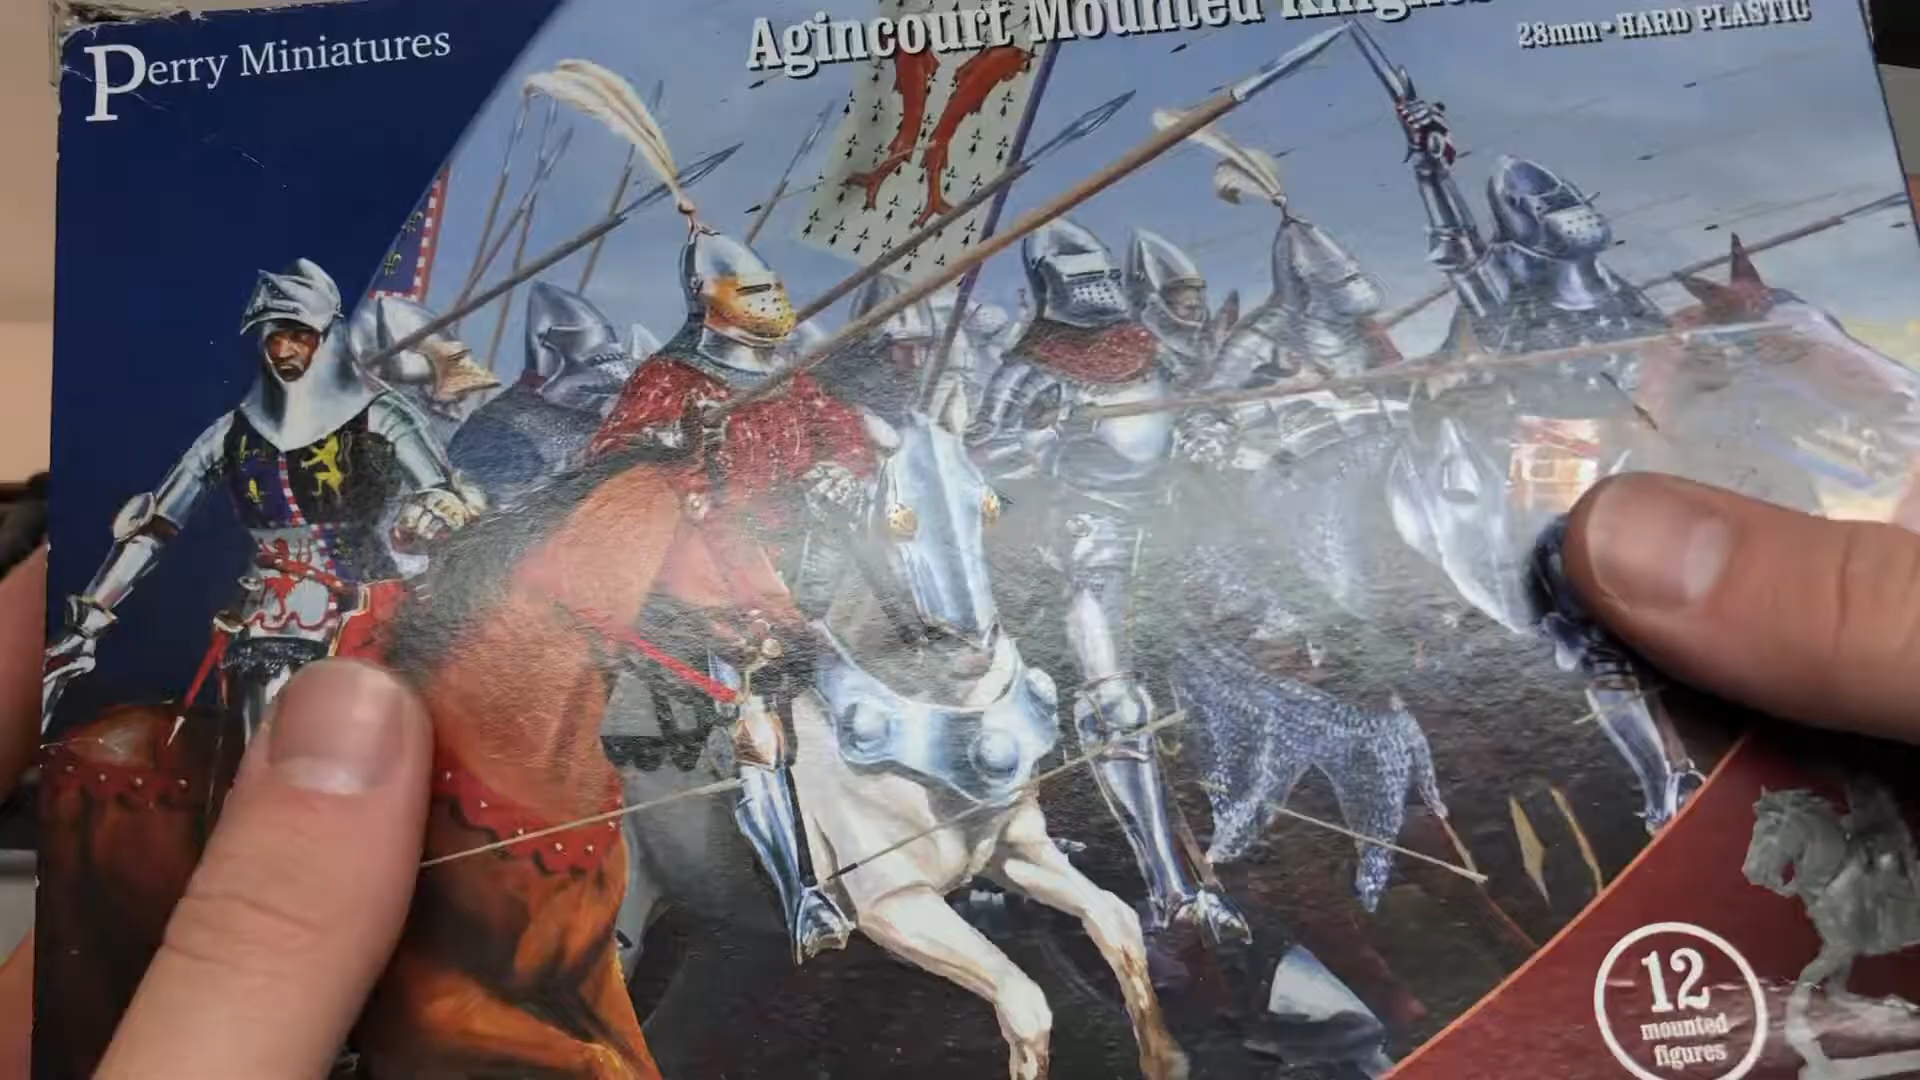 Perry Miniatures
Agincourt Mounted Knights
28mm • HARD PLASTIC
12
mounted
figures